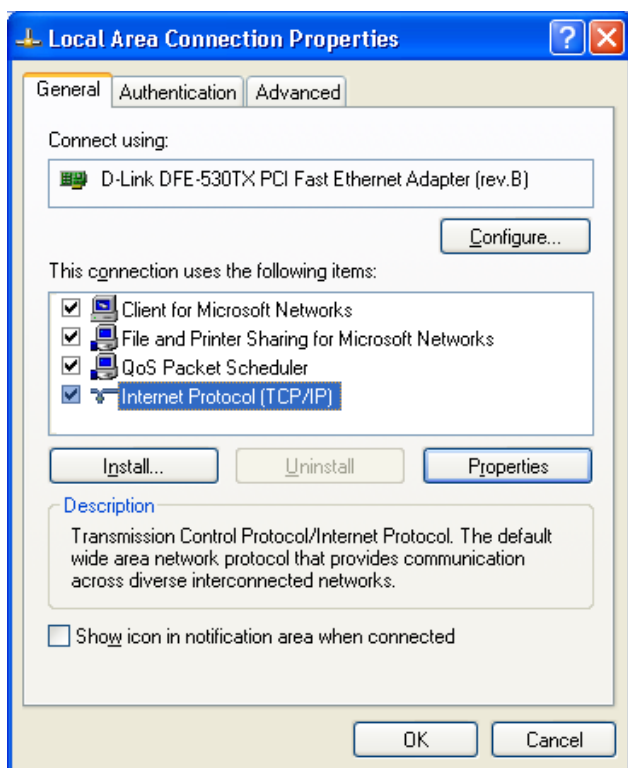 Local Area Connection Properties
General Authentication Advanced
Connect using:
D-Link DFE-530TX PCI Fast Ethernet Adapter (rev.B)
Configure...
This connection uses the following items:
Client for Microsoft Networks
File and Printer Sharing for Microsoft Networks
QoS Packet Scheduler
Internet Protocol (TCP/IP)
Install... Uninstall Properties
Description
Transmission Control Protocol/Internet Protocol. The default
wide area network protocol that provides communication
across diverse interconnected networks.
Show icon in notification area when connected
OK Cancel